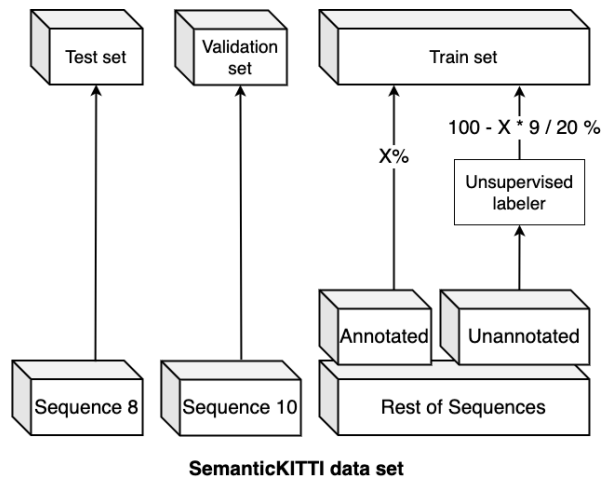 Test set
Validation
set
Train set
100 - X * 9 / 20 %
X%
Unsupervised
labeler
Annotated
Unannotated
Sequence 8
Sequence 10
Rest of Sequences
SemanticKITTI data set